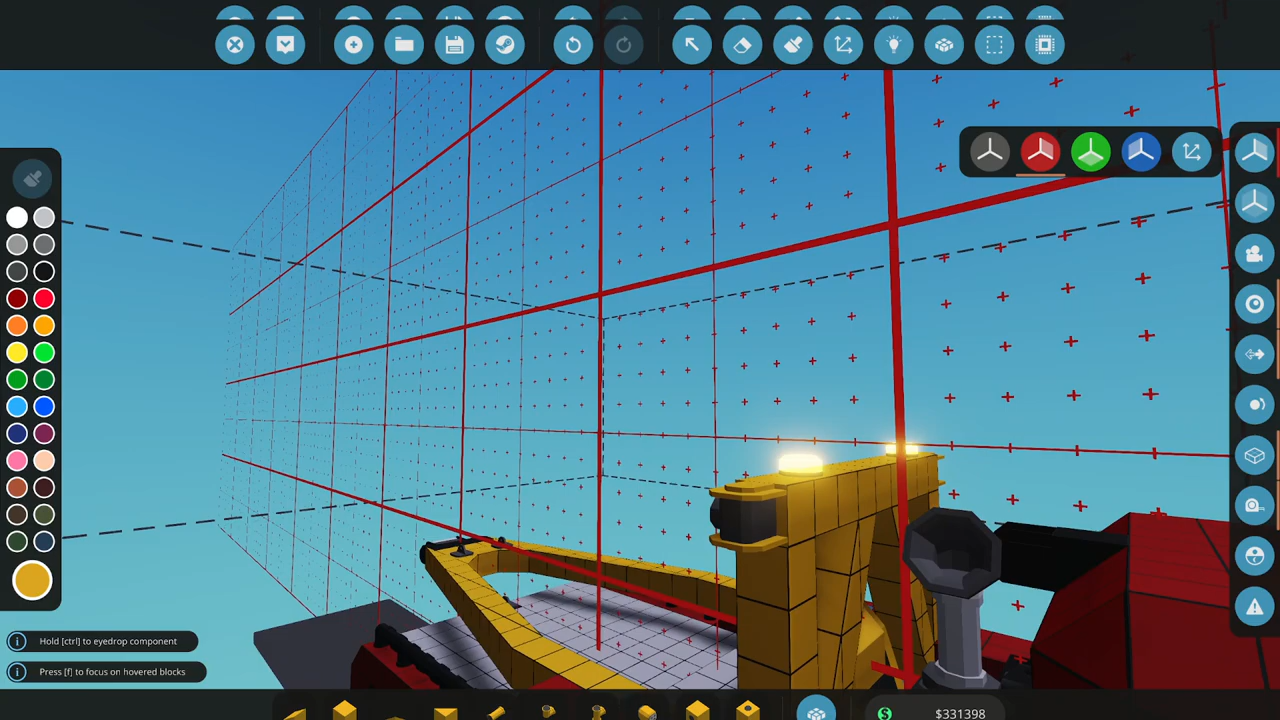 Hold [ctrl] to eyedrop component
Press [f] to focus on hovered blocks
$331398